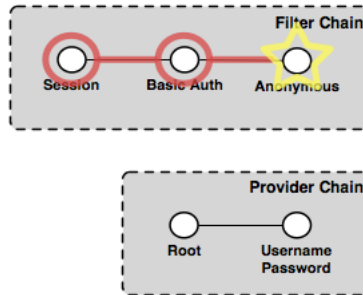 Filter Chain
Session
Basic Auth
Anonymous
Provider Chain
Root
Username
Password